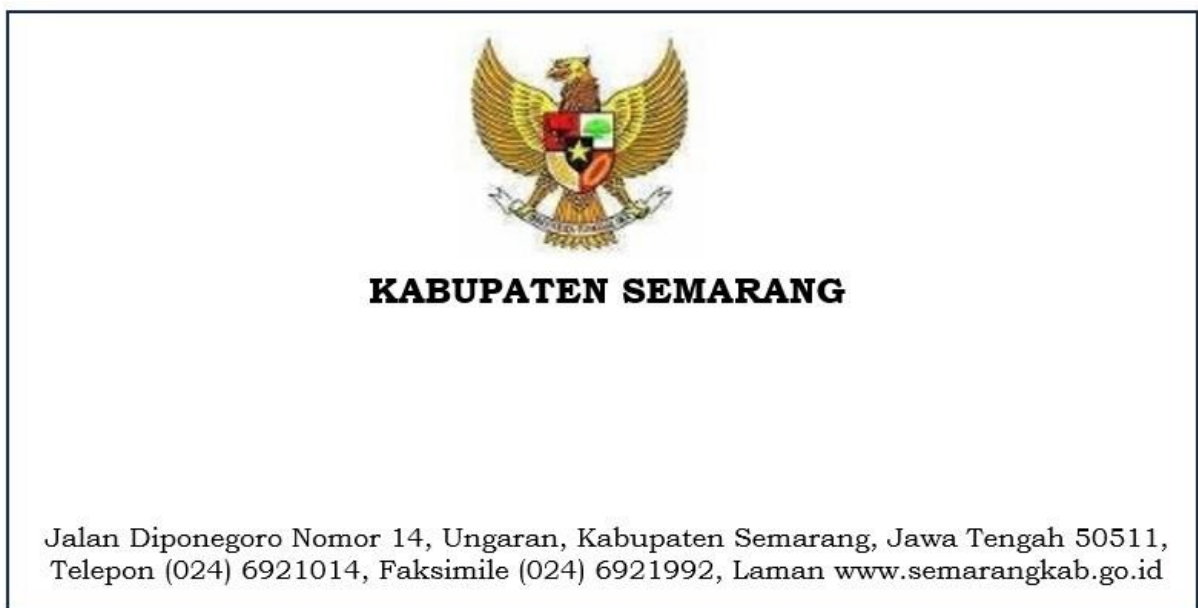 KABUPATEN SEMARANG
Jalan Diponegoro Nomor 14, Ungaran, Kabupaten Semarang, Jawa Tengah 50511,
Telepon (024) 6921014, Faksimile (024) 6921992, Laman www.semarangkab.go.id